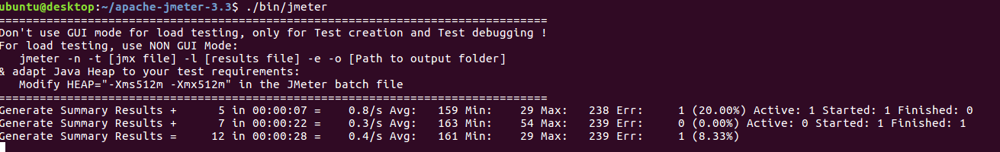 ubuntu@desktop:~/apache-jmeter-3.3$ ./bin/jmeter
================================================================================
Don't use GUI mode for load testing, only for Test creation and Test debugging !
For load testing, use NON GUI Mode:
   jmeter -n -t [jmx file] -l [results file] -e -o [Path to output folder]
& adapt Java Heap to your test requirements:
   Modify HEAP="-Xms512m -Xmx512m" in the JMeter batch file
================================================================================
Generate Summary Results +      5 in 00:00:07 =    0.8/s Avg:   159 Min:    29 Max:   238 Err:     1 (20.00%) Active: 1 Started: 1 Finished: 0
Generate Summary Results +      7 in 00:00:22 =    0.3/s Avg:   163 Min:    54 Max:   239 Err:     0 (0.00%) Active: 0 Started: 1 Finished: 1
Generate Summary Results =     12 in 00:00:28 =    0.4/s Avg:   161 Min:    29 Max:   239 Err:     1 (8.33%)